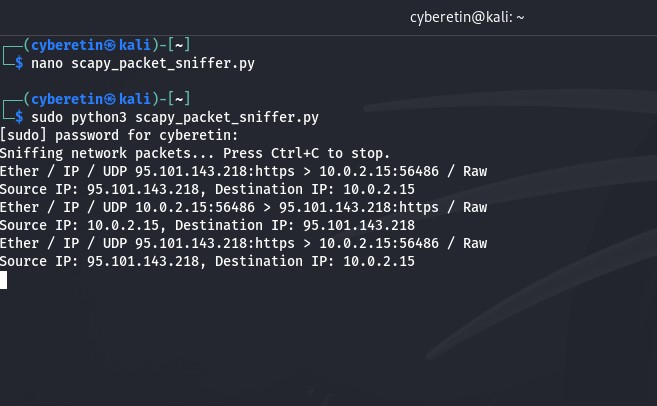 cyberetin@kali: ~
┌──(cyberetin㉿kali)-[~]
└─$ nano scapy_packet_sniffer.py
┌──(cyberetin㉿kali)-[~]
└─$ sudo python3 scapy_packet_sniffer.py
[sudo] password for cyberetin:
Sniffing network packets... Press Ctrl+C to stop.
Ether / IP / UDP 95.101.143.218:https > 10.0.2.15:56486 / Raw
Source IP: 95.101.143.218, Destination IP: 10.0.2.15
Ether / IP / UDP 10.0.2.15:56486 > 95.101.143.218:https / Raw
Source IP: 10.0.2.15, Destination IP: 95.101.143.218
Ether / IP / UDP 95.101.143.218:https > 10.0.2.15:56486 / Raw
Source IP: 95.101.143.218, Destination IP: 10.0.2.15